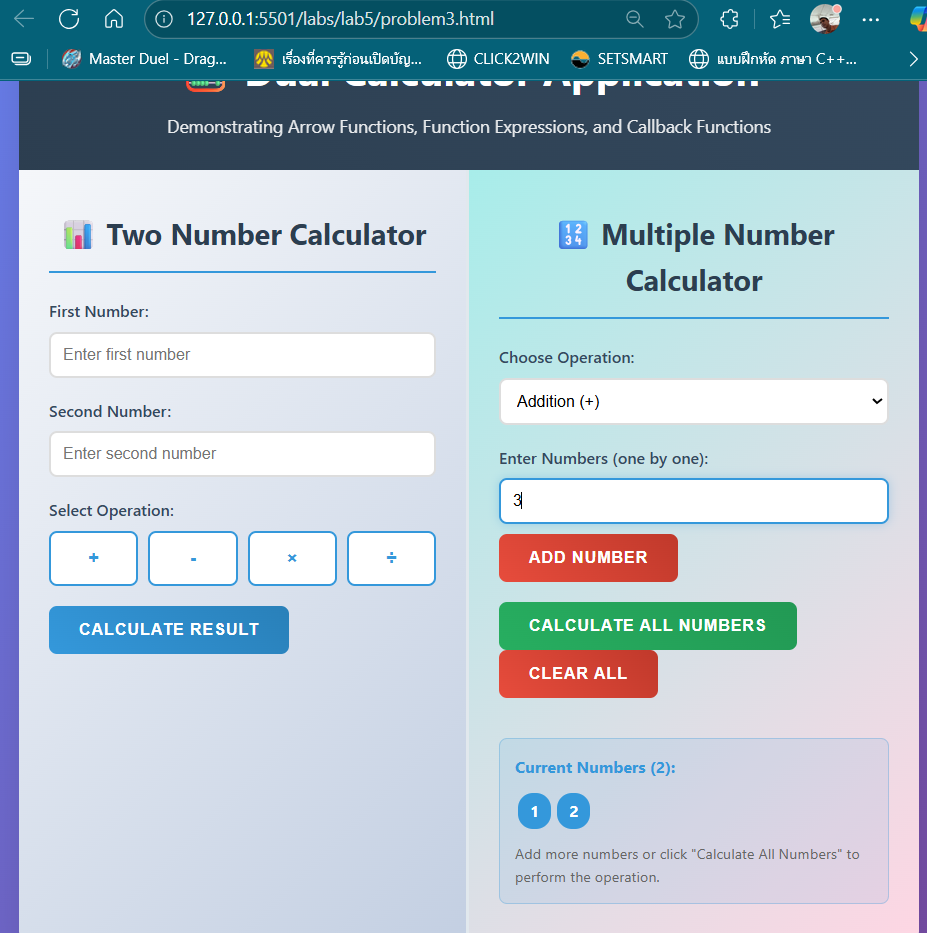 127.0.0.1:5501/labs/lab5/problem3.html
Master Duel - Drag...
เรื่องที่ควรรู้ก่อนเปิดบัญ...
CLICK2WIN
SETSMART
แบบฝึกหัด ภาษา C++...
Dual Calculator Application
Demonstrating Arrow Functions, Function Expressions, and Callback Functions
Two Number Calculator
First Number:
Enter first number
Second Number:
Enter second number
Select Operation:
+ - × ÷
CALCULATE RESULT
1 2 3 4
Multiple Number
Calculator
Choose Operation:
Addition (+)
Enter Numbers (one by one):
3
ADD NUMBER
CALCULATE ALL NUMBERS
CLEAR ALL
Current Numbers (2):
1 2
Add more numbers or click "Calculate All Numbers" to
perform the operation.